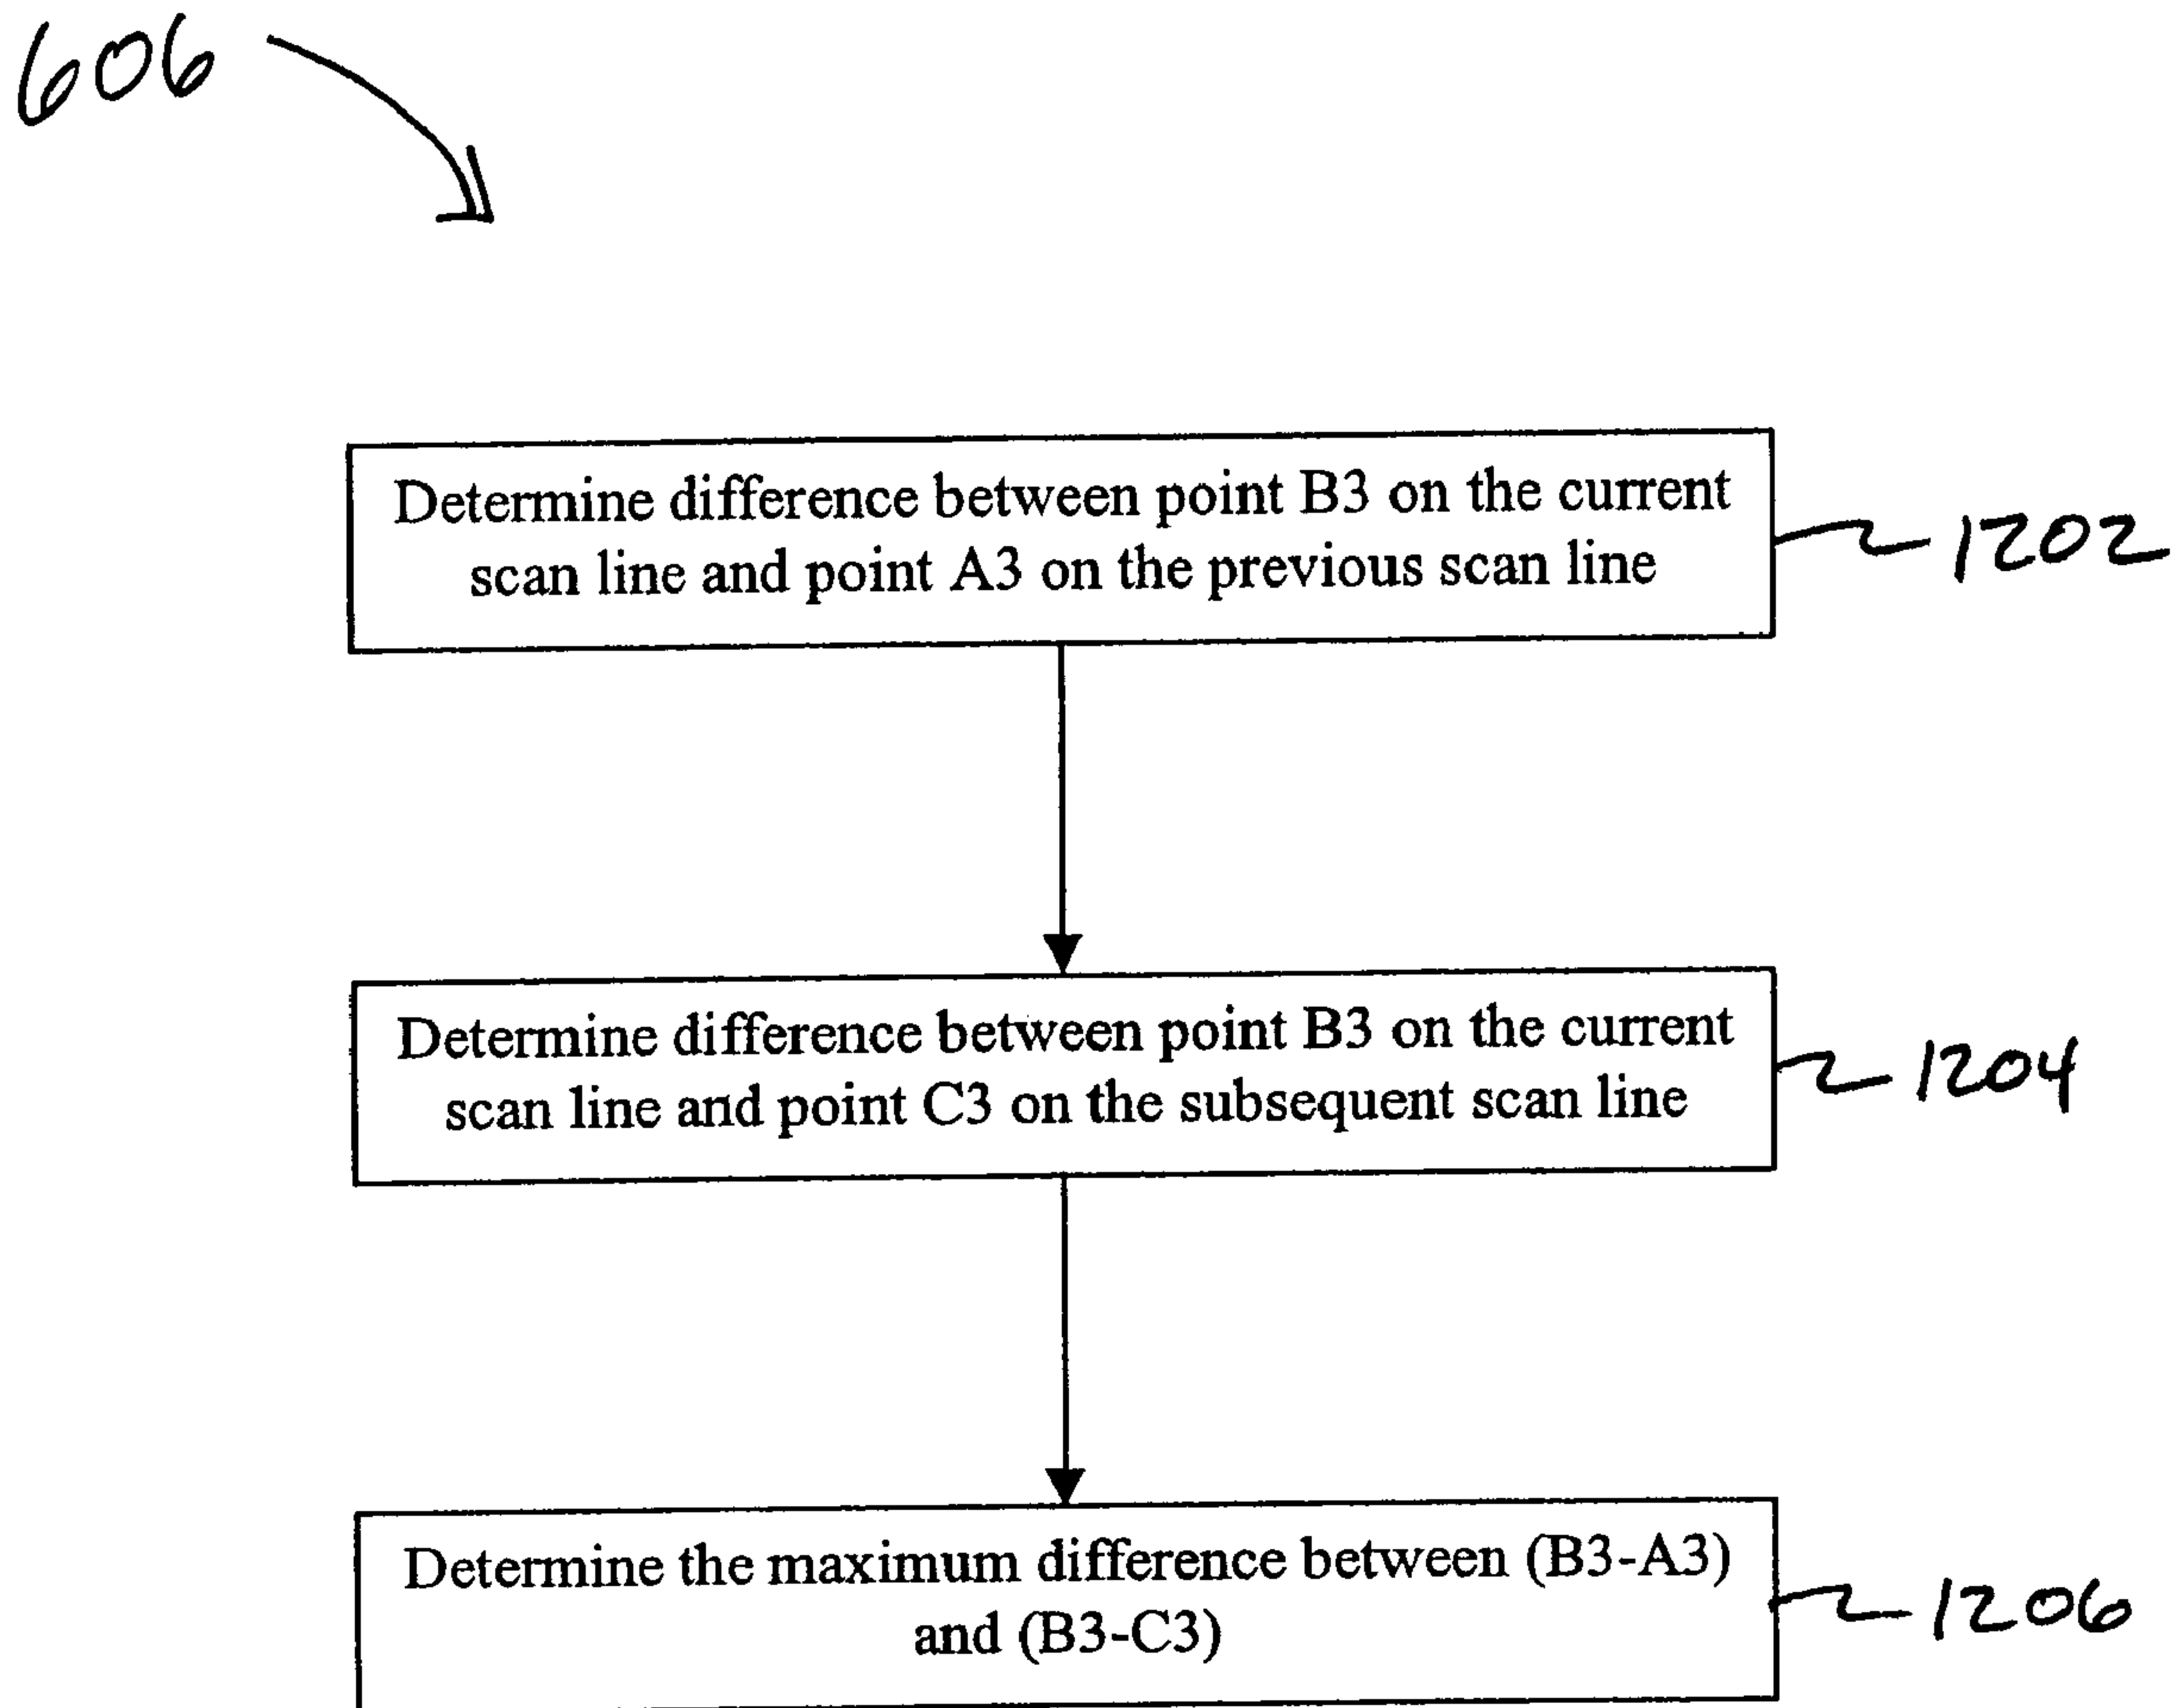 606
Determine difference between point B3 on the current
scan line and point A3 on the previous scan line
1202
Determine difference between point B3 on the current
scan line and point C3 on the subsequent scan line
1204
Determine the maximum difference between (B3-A3)
and (B3-C3)
1206